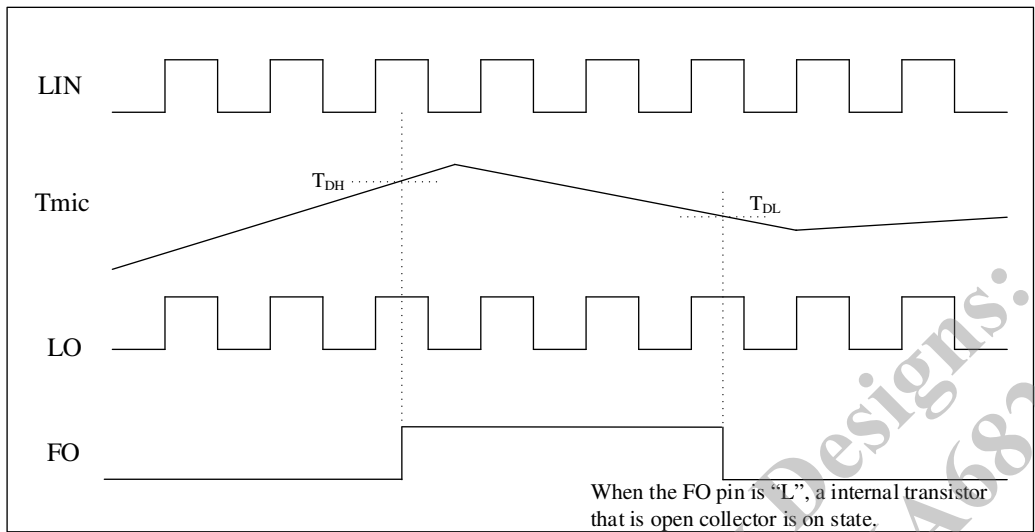 LIN
Tmic
TDH
TDL
LO
FO
When the FO pin is “L”, a internal transistor
that is open collector is on state.
Designs: